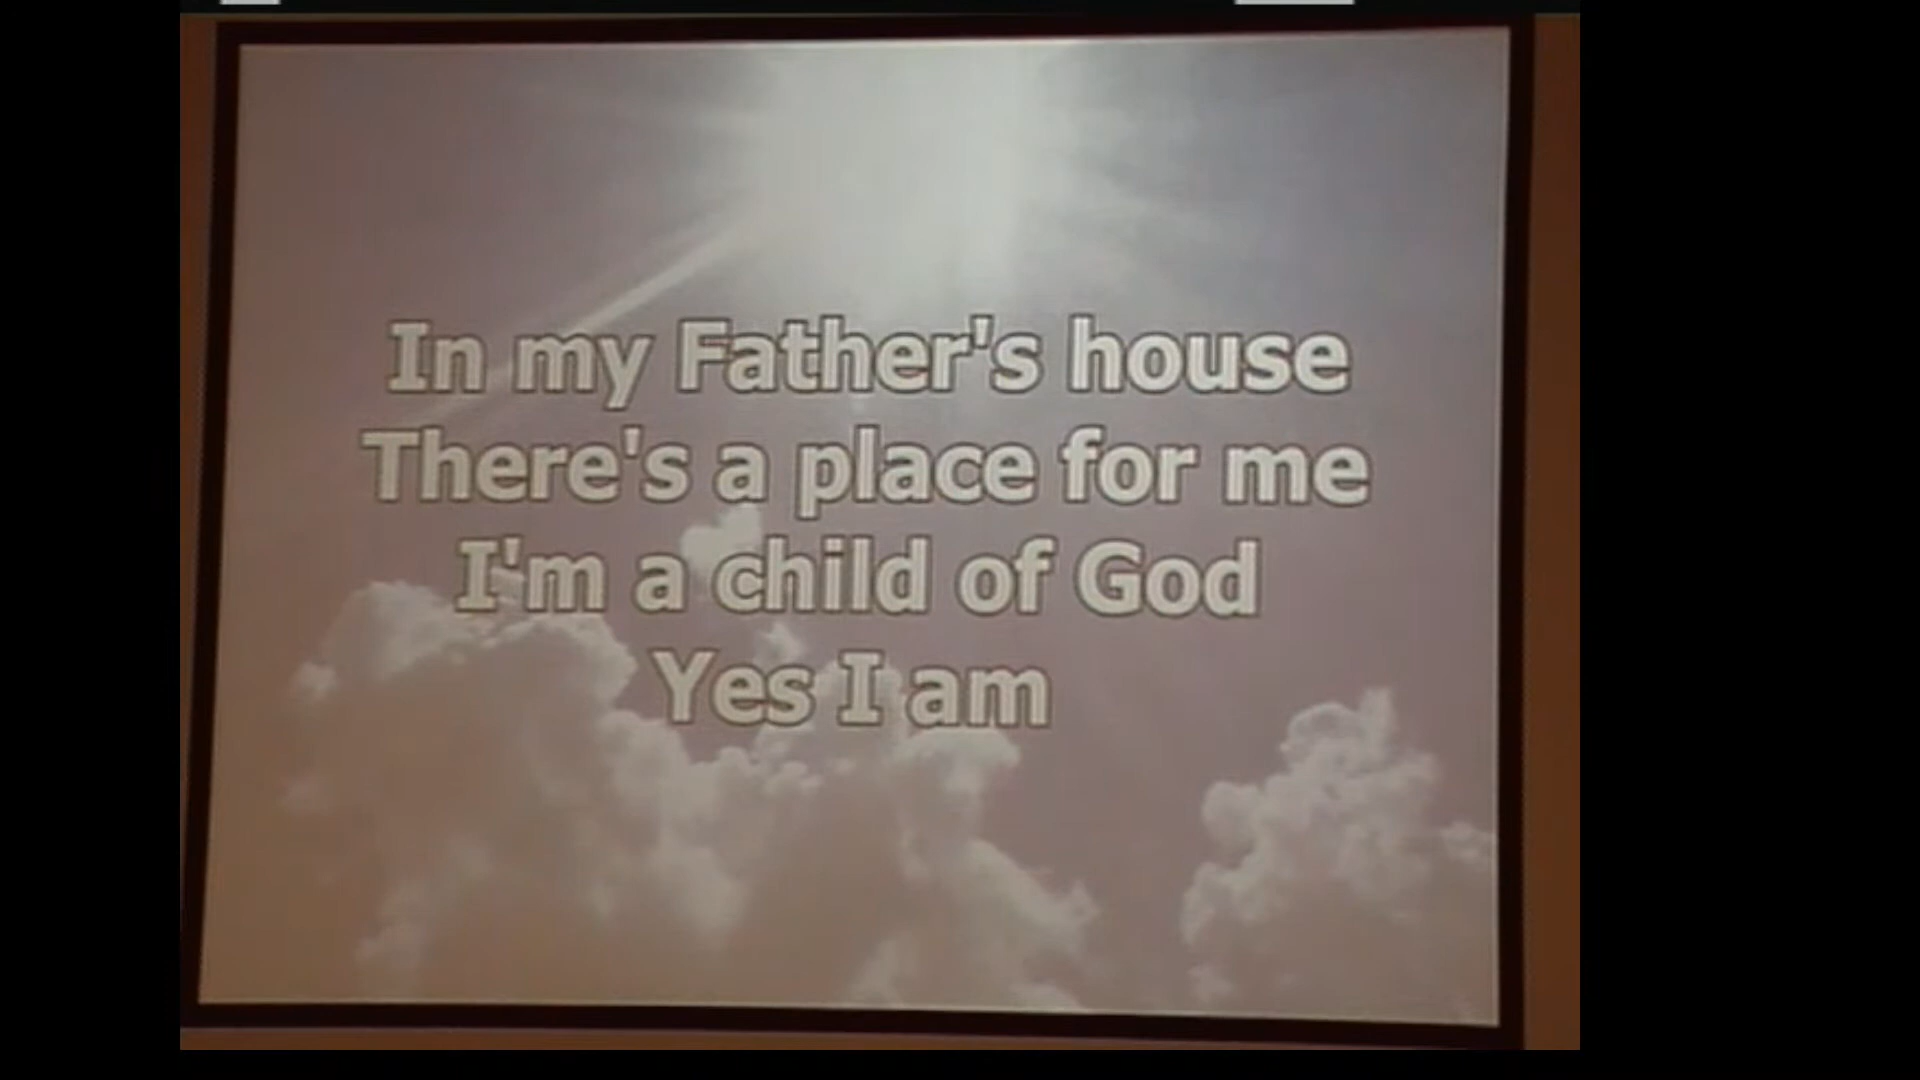 In my Father's house
There's a place for me
I'm a child of God
Yes I am